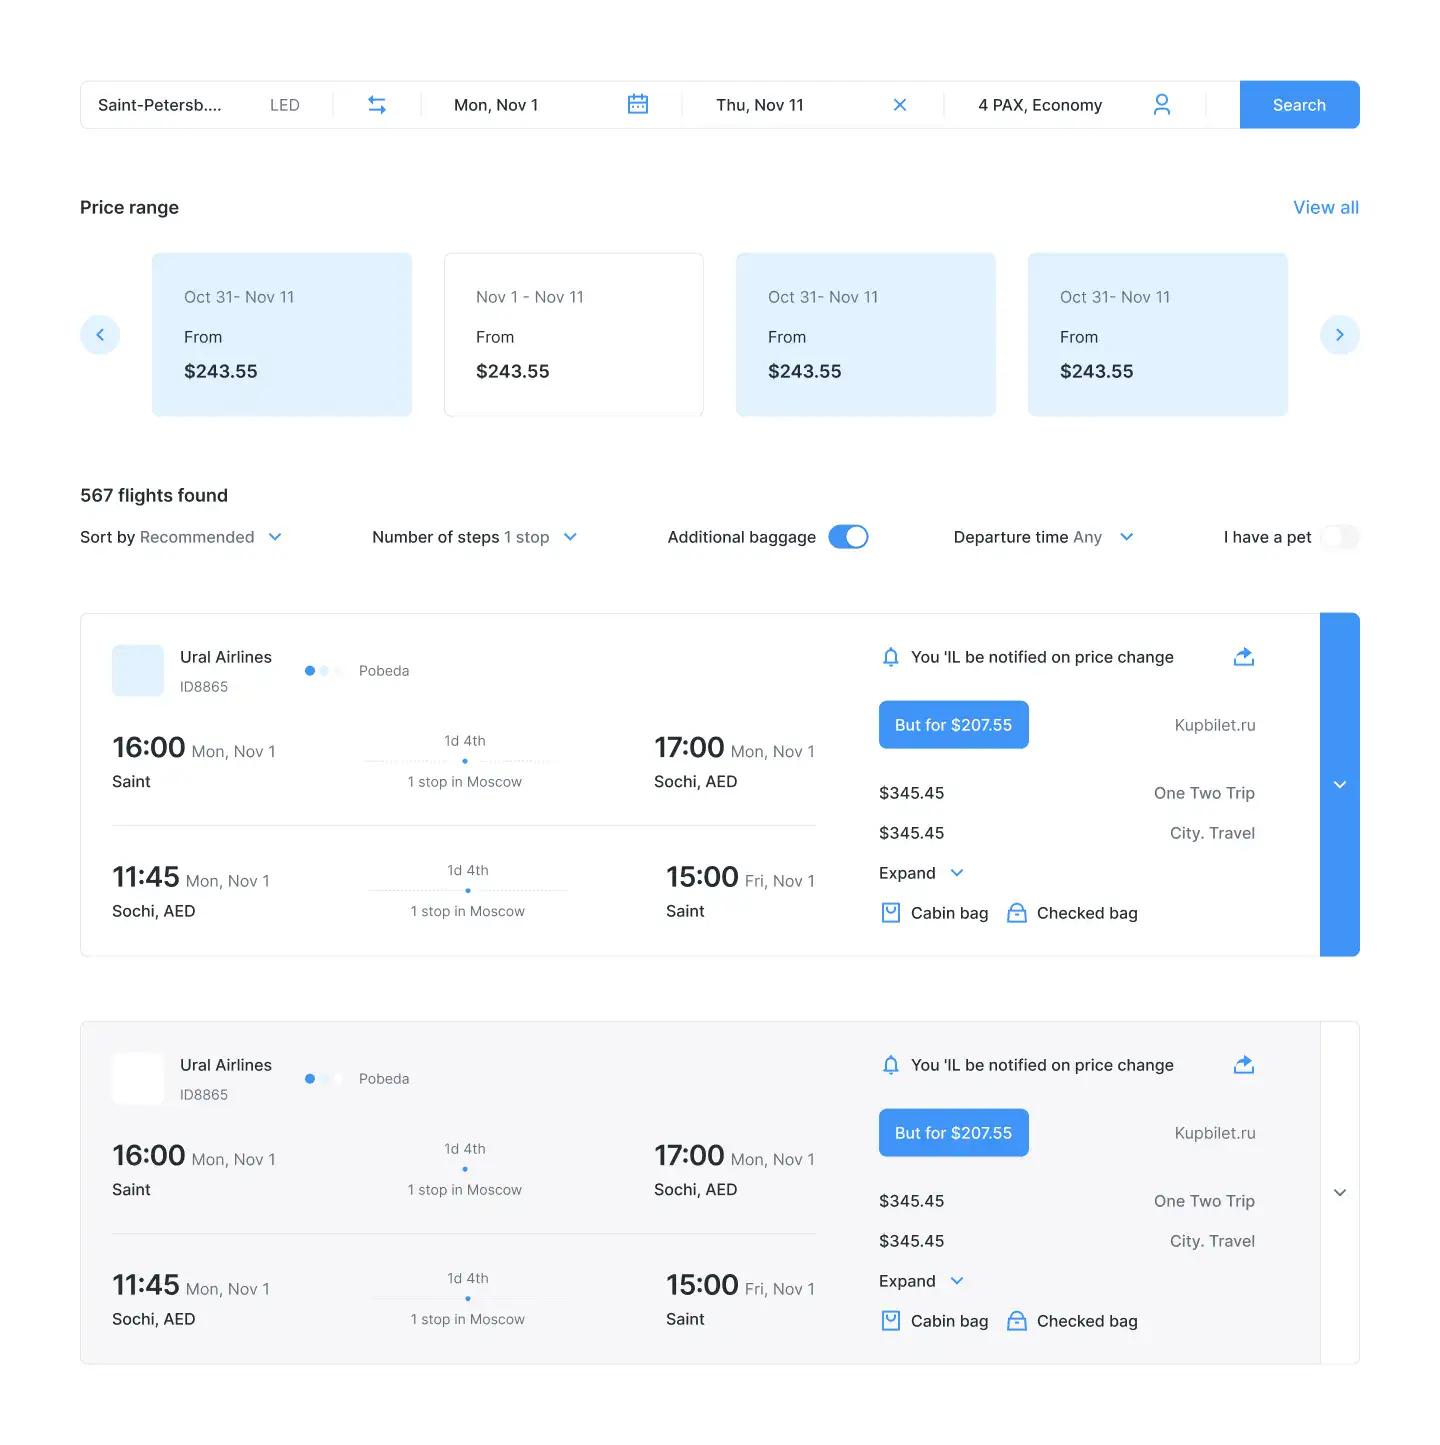 Saint-Petersb.... LED Mon, Nov 1 Thu, Nov 11 4 PAX, Economy Search
Price range View all
Oct 31- Nov 11 Nov 1 - Nov 11 Oct 31- Nov 11 Oct 31- Nov 11
From From From From
$243.55 $243.55 $243.55 $243.55
567 flights found
Sort by Recommended Number of steps 1 stop Additional baggage Departure time Any I have a pet
Ural Airlines
ID8865
Pobeda
16:00 Mon, Nov 1 1d 4th 17:00 Mon, Nov 1
Saint 1 stop in Moscow Sochi, AED
11:45 Mon, Nov 1 1d 4th 15:00 Fri, Nov 1
Sochi, AED 1 stop in Moscow Saint
You 'IL be notified on price change
But for $207.55 Kupbilet.ru
$345.45 One Two Trip
$345.45 City. Travel
Expand
Cabin bag Checked bag
Ural Airlines
ID8865
Pobeda
16:00 Mon, Nov 1 1d 4th 17:00 Mon, Nov 1
Saint 1 stop in Moscow Sochi, AED
11:45 Mon, Nov 1 1d 4th 15:00 Fri, Nov 1
Sochi, AED 1 stop in Moscow Saint
You 'IL be notified on price change
But for $207.55 Kupbilet.ru
$345.45 One Two Trip
$345.45 City. Travel
Expand
Cabin bag Checked bag